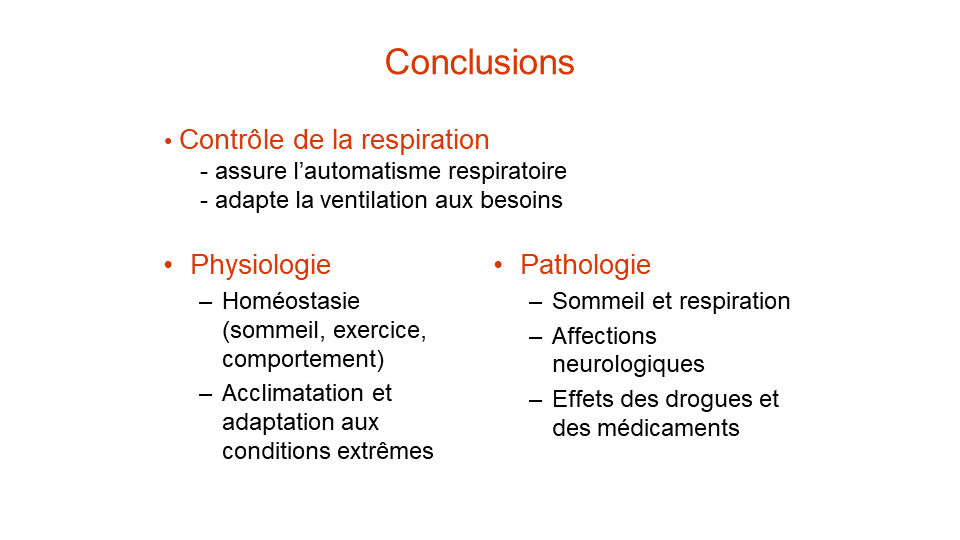 Conclusions
• Contrôle de la respiration
- assure l’automatisme respiratoire
- adapte la ventilation aux besoins
• Physiologie
– Homéostasie
(sommeil, exercice,
comportement)
– Acclimatation et
adaptation aux
conditions extrêmes
• Pathologie
– Sommeil et respiration
– Affections
neurologiques
– Effets des drogues et
des médicaments